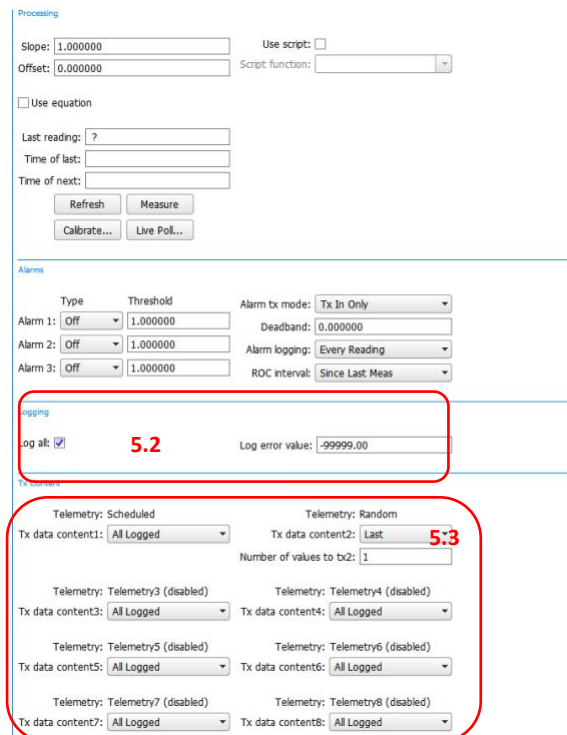 Processing
Slope: 1.000000 Use script:
Offset: 0.000000 Script function:
Use equation
Last reading: ?
Time of last:
Time of next:
Refresh Measure
Calibrate... Live Poll...
Alarms
Type Threshold Alarm tx mode: Tx In Only
Alarm 1: Off 1.000000 Deadband: 0.000000
Alarm 2: Off 1.000000 Alarm logging: Every Reading
Alarm 3: Off 1.000000 ROC interval: Since Last Meas
Logging
Log all: 5.2 Log error value: -99999.00
Tx Content
Telemetry: Scheduled Telemetry: Random
Tx data content1: All Logged Tx data content2: Last 5.3
Number of values to tx2: 1
Telemetry: Telemetry3 (disabled) Telemetry: Telemetry4 (disabled)
Tx data content3: All Logged Tx data content4: All Logged
Telemetry: Telemetry5 (disabled) Telemetry: Telemetry6 (disabled)
Tx data content5: All Logged Tx data content6: All Logged
Telemetry: Telemetry7 (disabled) Telemetry: Telemetry8 (disabled)
Tx data content7: All Logged Tx data content8: All Logged